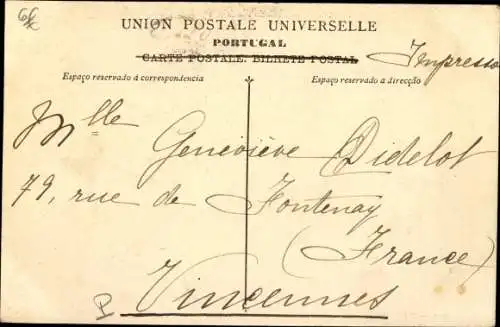 UNION POSTALE UNIVERSELLE
PORTUGAL
CARTE POSTALE. BILHETE POSTAL
Impresso
Espaço reservado á correspondencia
Espaço reservado a direcção
Mlle Geneviève Didelot
79, rue de Fontenay
(France)
Vincennes